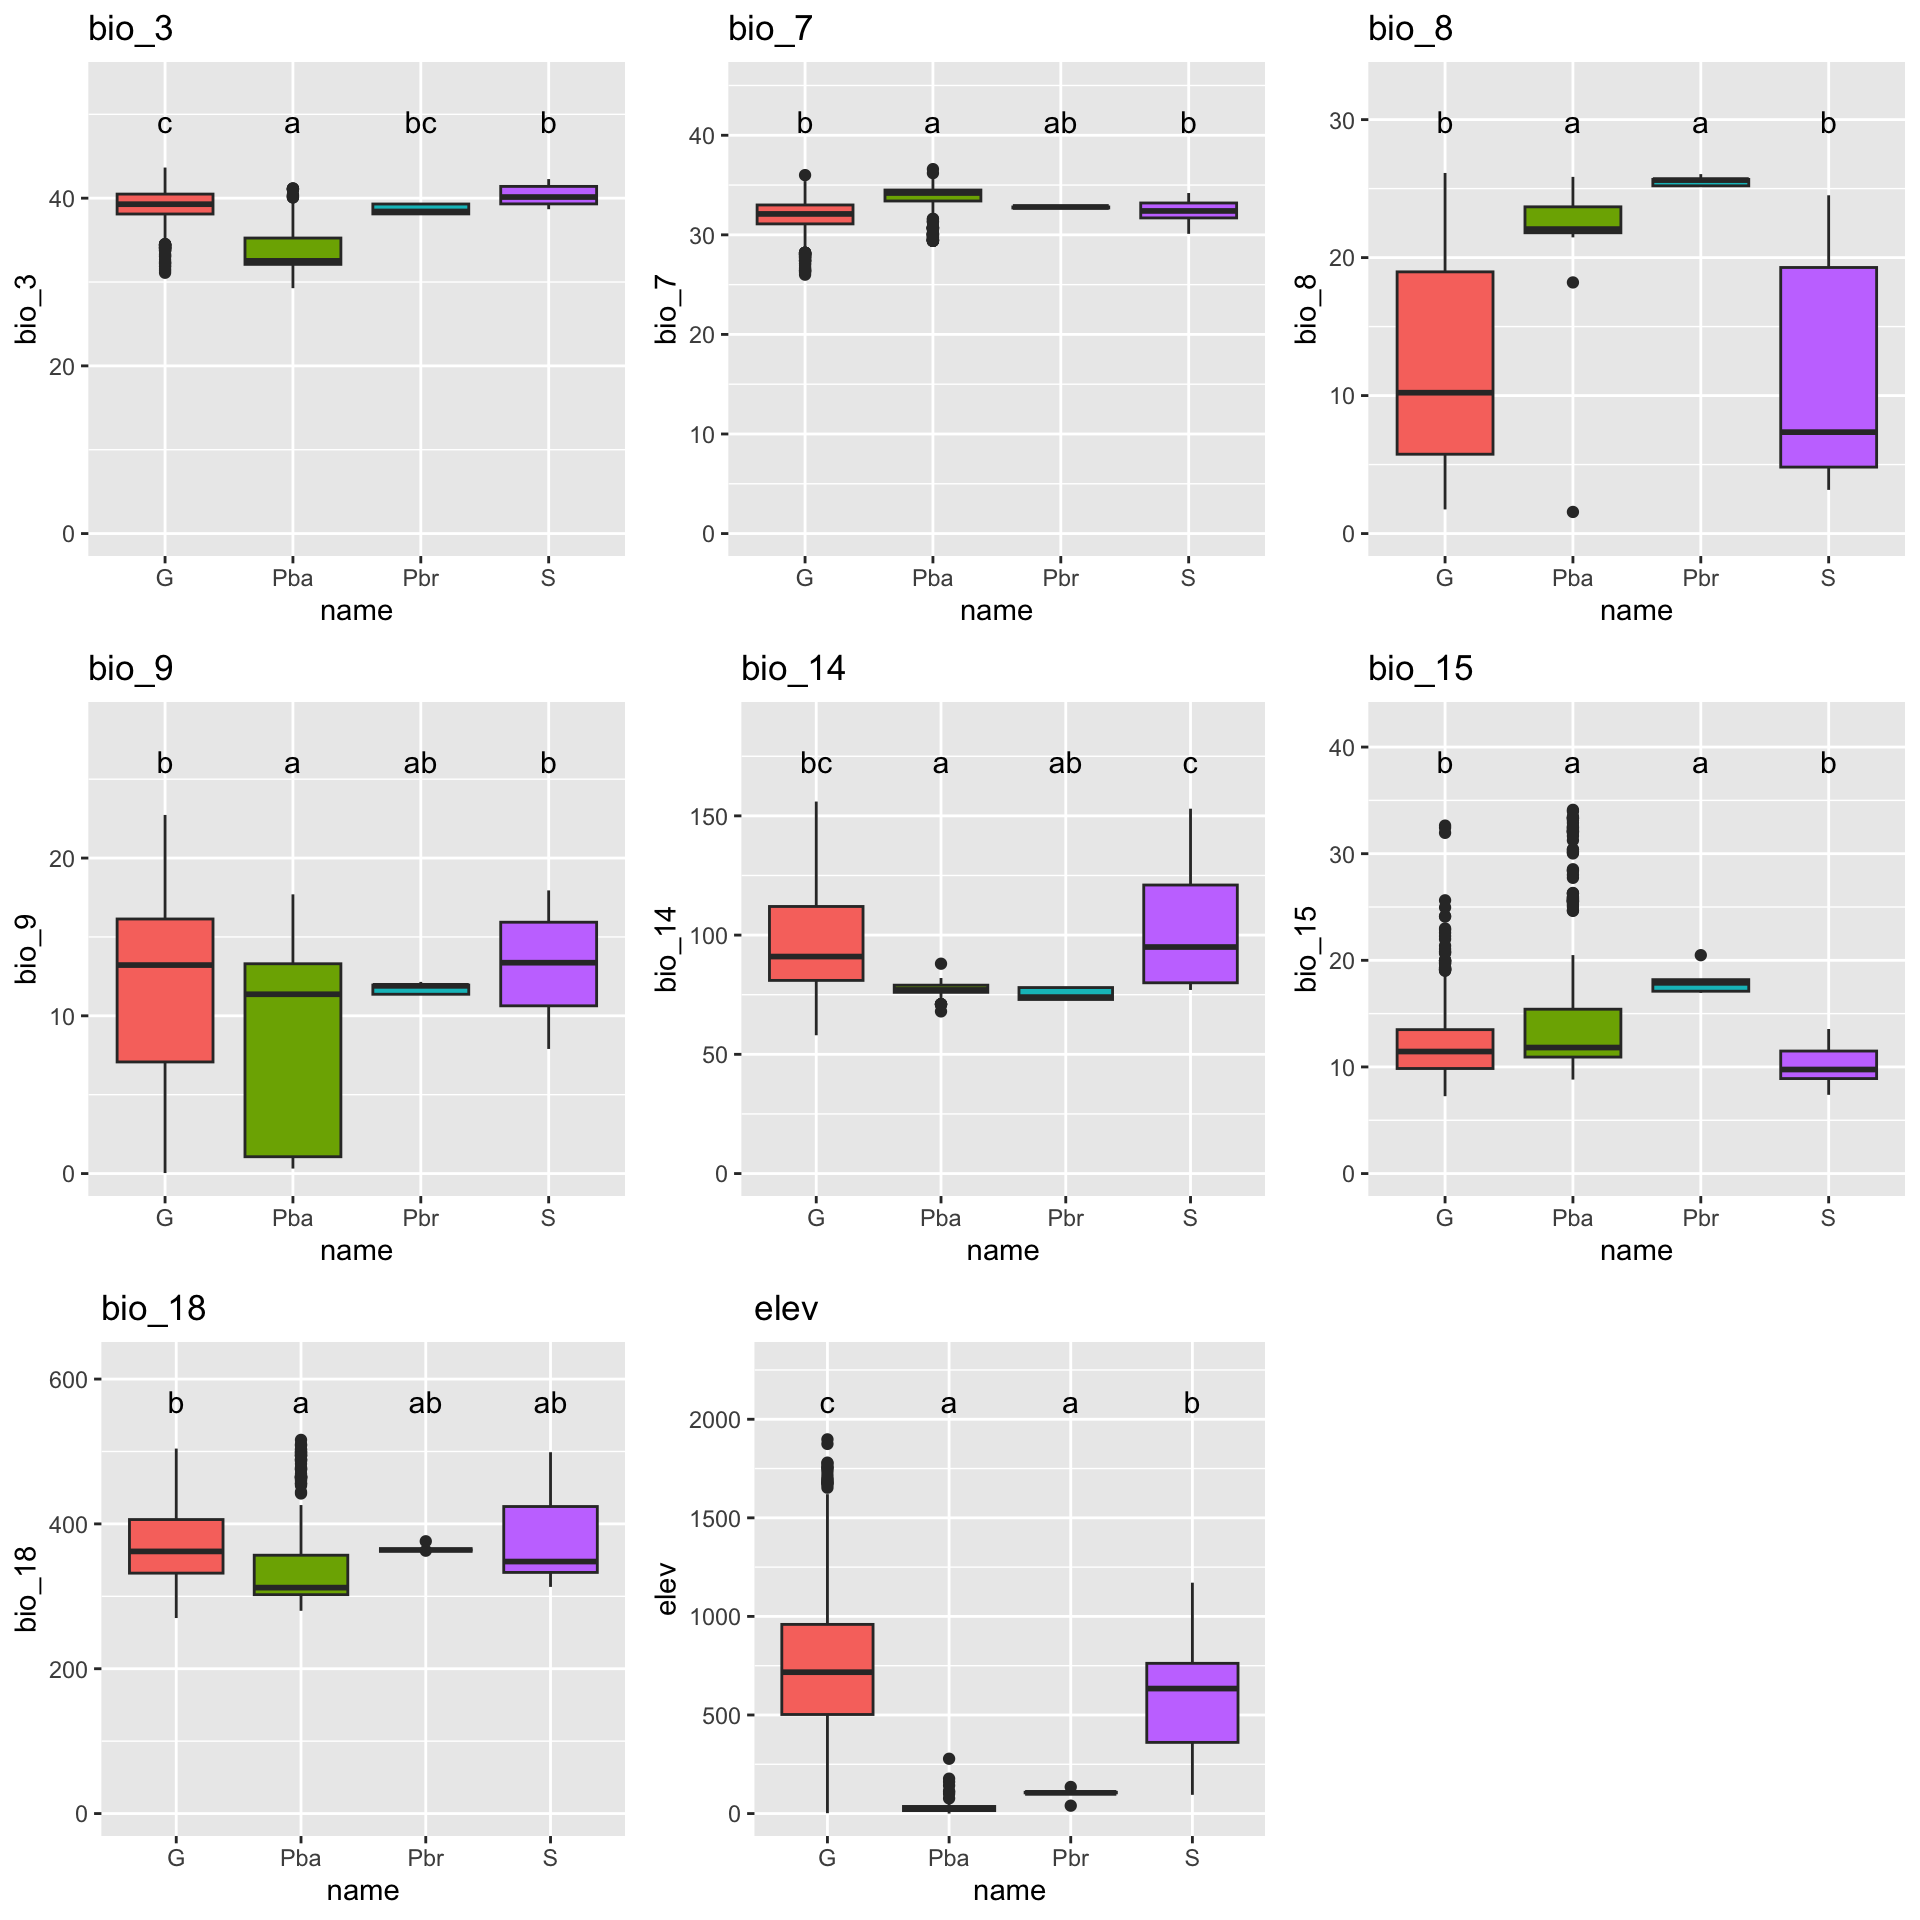 bio_3
c a bc b
40
20
0
bio_3
G Pba Pbr S
name
bio_7
b a ab b
40
30
20
10
0
bio_7
G Pba Pbr S
name
bio_8
b a a b
30
20
10
0
bio_8
G Pba Pbr S
name
bio_9
b a ab b
20
10
0
bio_9
G Pba Pbr S
name
bio_14
bc a ab c
150
100
50
0
bio_14
G Pba Pbr S
name
bio_15
b a a b
40
30
20
10
0
bio_15
G Pba Pbr S
name
bio_18
b a ab ab
600
400
200
0
bio_18
G Pba Pbr S
name
elev
c a a b
2000
1500
1000
500
0
elev
G Pba Pbr S
name